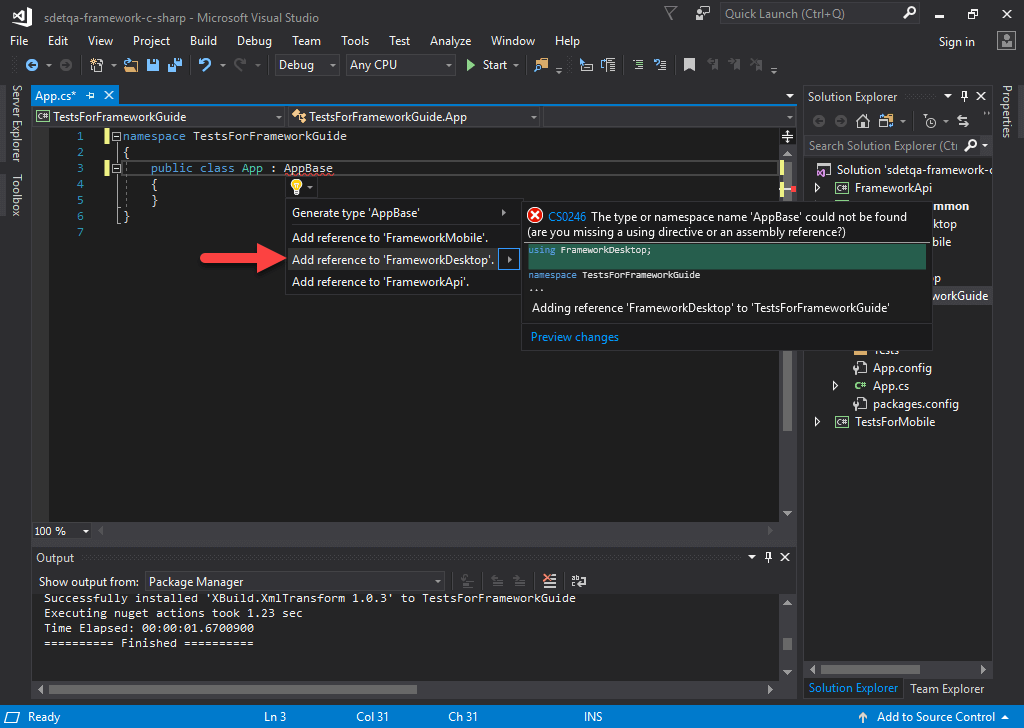 sdetqa-framework-c-sharp - Microsoft Visual Studio
Quick Launch (Ctrl+Q)
File Edit View Project Build Debug Team Tools Test Analyze Window Help
Sign in
Debug Any CPU Start
Server Explorer
Toolbox
App.cs*
TestsForFrameworkGuide TestsForFrameworkGuide.App
1 namespace TestsForFrameworkGuide
2 {
3 public class App : AppBase
4 {
5 }
6 }
7
Generate type 'AppBase'
Add reference to 'FrameworkMobile'.
Add reference to 'FrameworkDesktop'.
Add reference to 'FrameworkApi'.
CS0246 The type or namespace name 'AppBase' could not be found
(are you missing a using directive or an assembly reference?)
using FrameworkDesktop;
namespace TestsForFrameworkGuide
...
Adding reference 'FrameworkDesktop' to 'TestsForFrameworkGuide'
Preview changes
100 %
Output
Show output from: Package Manager
Successfully installed 'XBuild.XmlTransform 1.0.3' to TestsForFrameworkGuide
Executing nuget actions took 1.23 sec
Time Elapsed: 00:00:01.6700900
========== Finished ==========
Solution Explorer
Search Solution Explorer (Ct
Solution 'sdetqa-framework-c
FrameworkApi
mmon
ktop
bile
p
workGuide
Tests
App.config
C# App.cs
packages.config
C# TestsForMobile
Solution Explorer Team Explorer
Properties
Ready Ln 3 Col 31 Ch 31 INS Add to Source Control